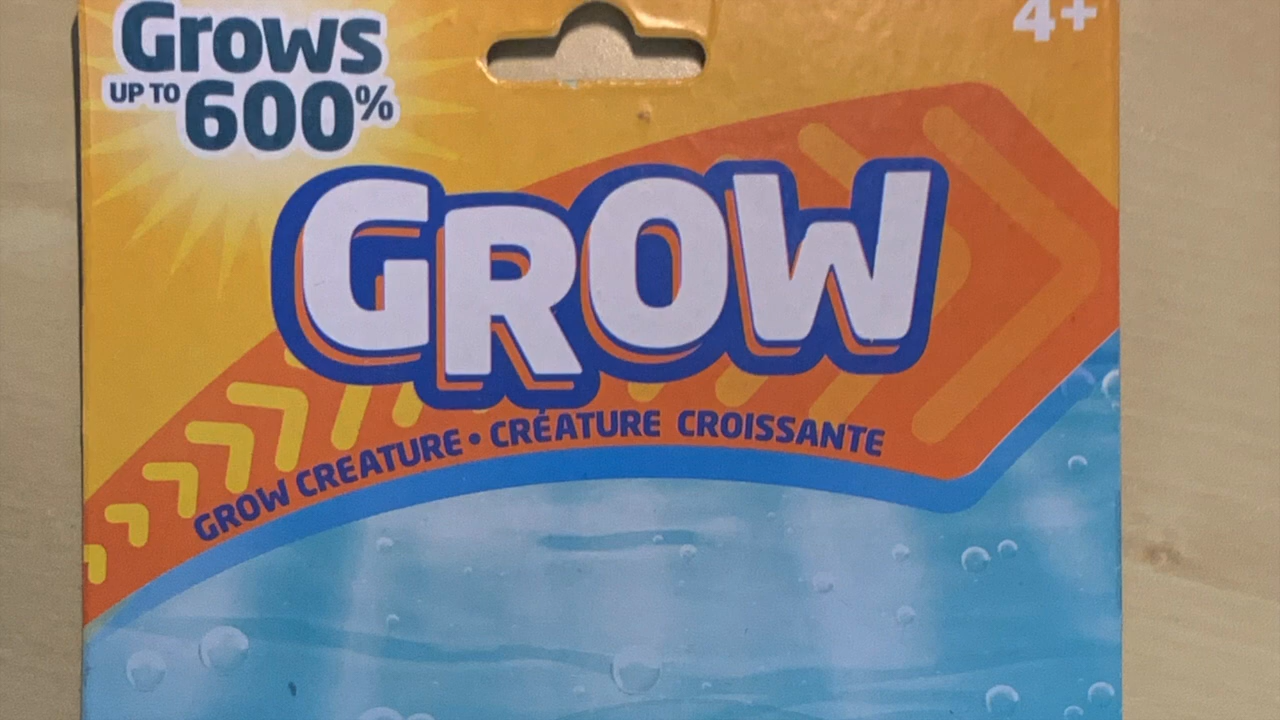 Grows
UP TO 600%
4+
GROW
GROW CREATURE • CRÉATURE CROISSANTE